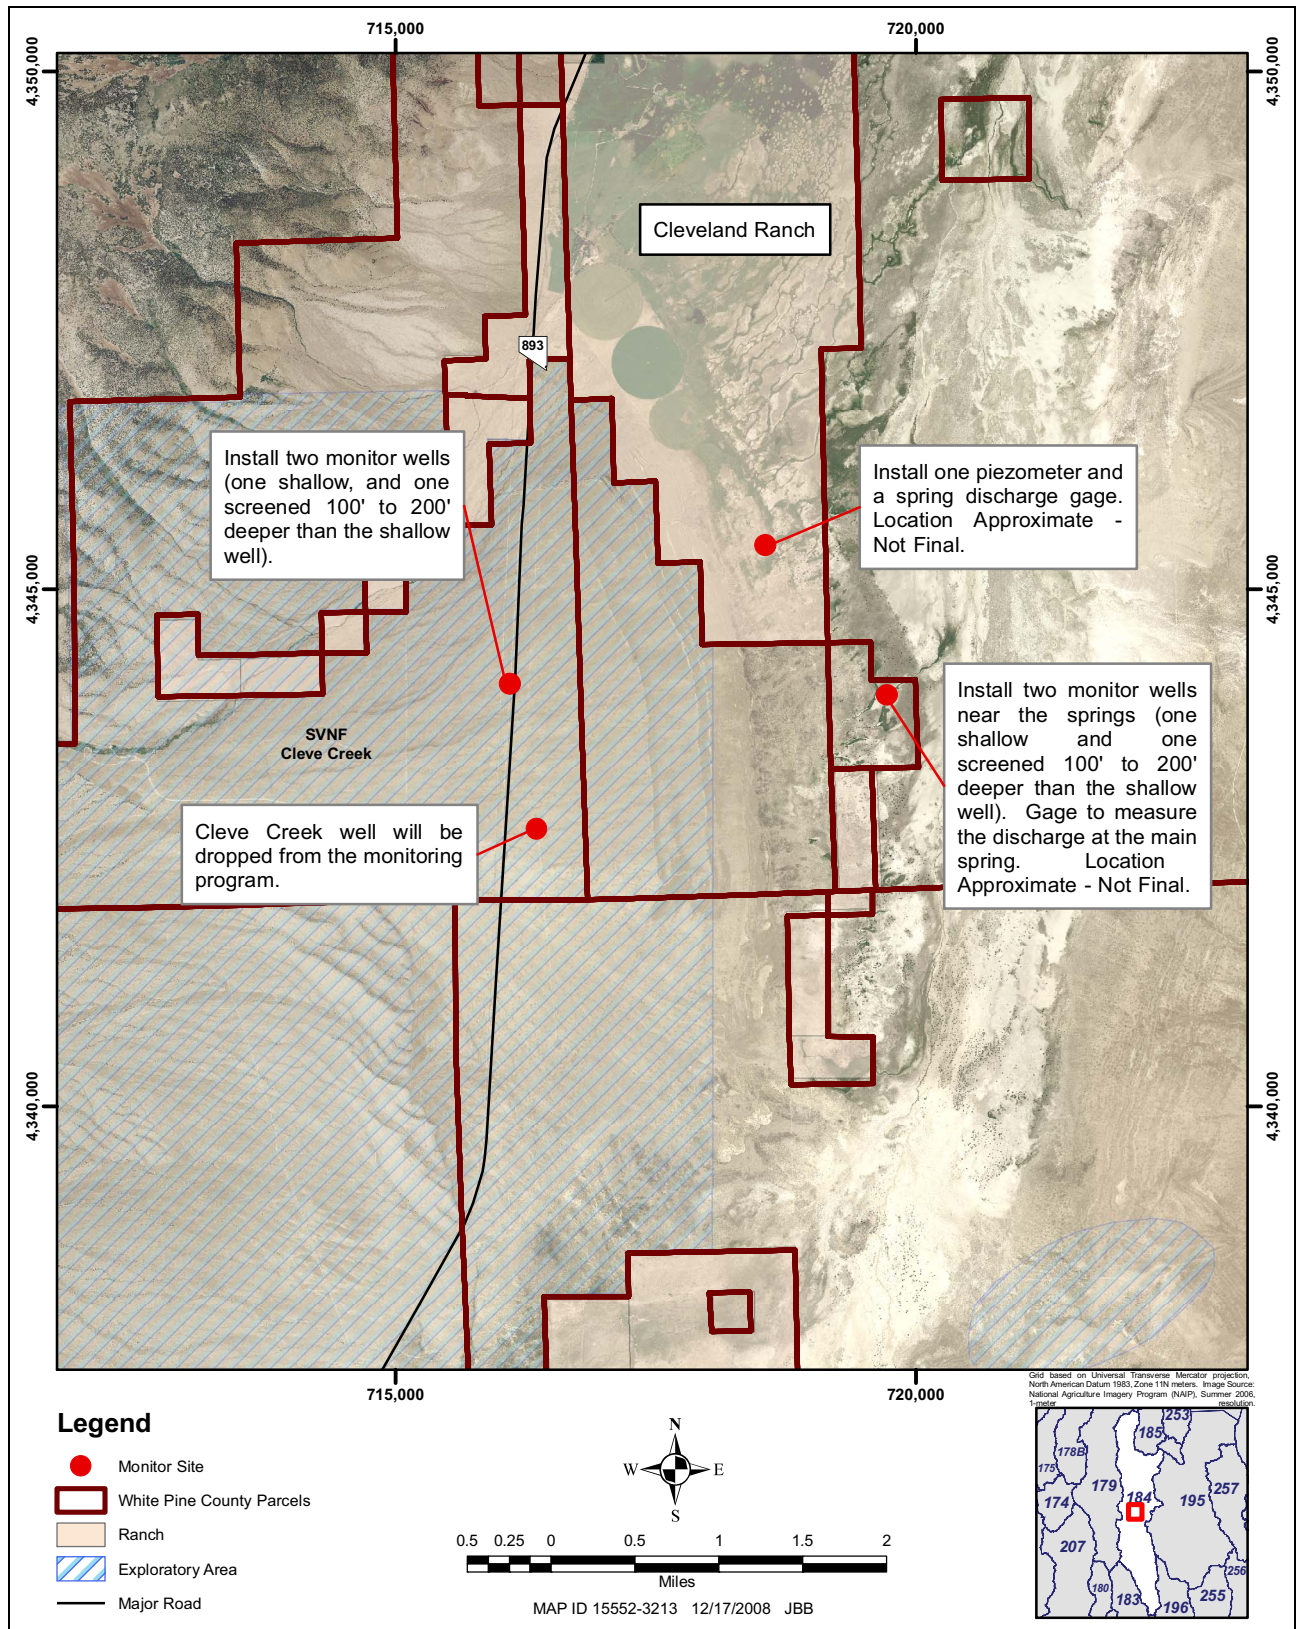 715,000
720,000
4,350,000
4,350,000
Cleveland Ranch
893
Install two monitor wells
(one shallow, and one
screened 100' to 200'
deeper than the shallow
well).
Install one piezometer and
a spring discharge gage.
Location Approximate -
Not Final.
4,345,000
4,345,000
Install two monitor wells
near the springs (one
shallow and one
screened 100' to 200'
deeper than the shallow
well). Gage to measure
the discharge at the main
spring. Location
Approximate - Not Final.
SVNF
Cleve Creek
Cleve Creek well will be
dropped from the monitoring
program.
4,340,000
4,340,000
715,000
720,000
Grid based on Universal Transverse Mercator projection,
North American Datum 1983, Zone 11N meters. Image Source:
National Agriculture Imagery Program (NAIP), Summer 2006,
1-meter resolution.
Legend
Monitor Site
White Pine County Parcels
Ranch
Exploratory Area
Major Road
N
W E
S
0.5 0.25 0 0.5 1 1.5 2
Miles
MAP ID 15552-3213 12/17/2008 JBB
253
185
178B
175
179
257
174
184
195
207
256
180
183
255
196